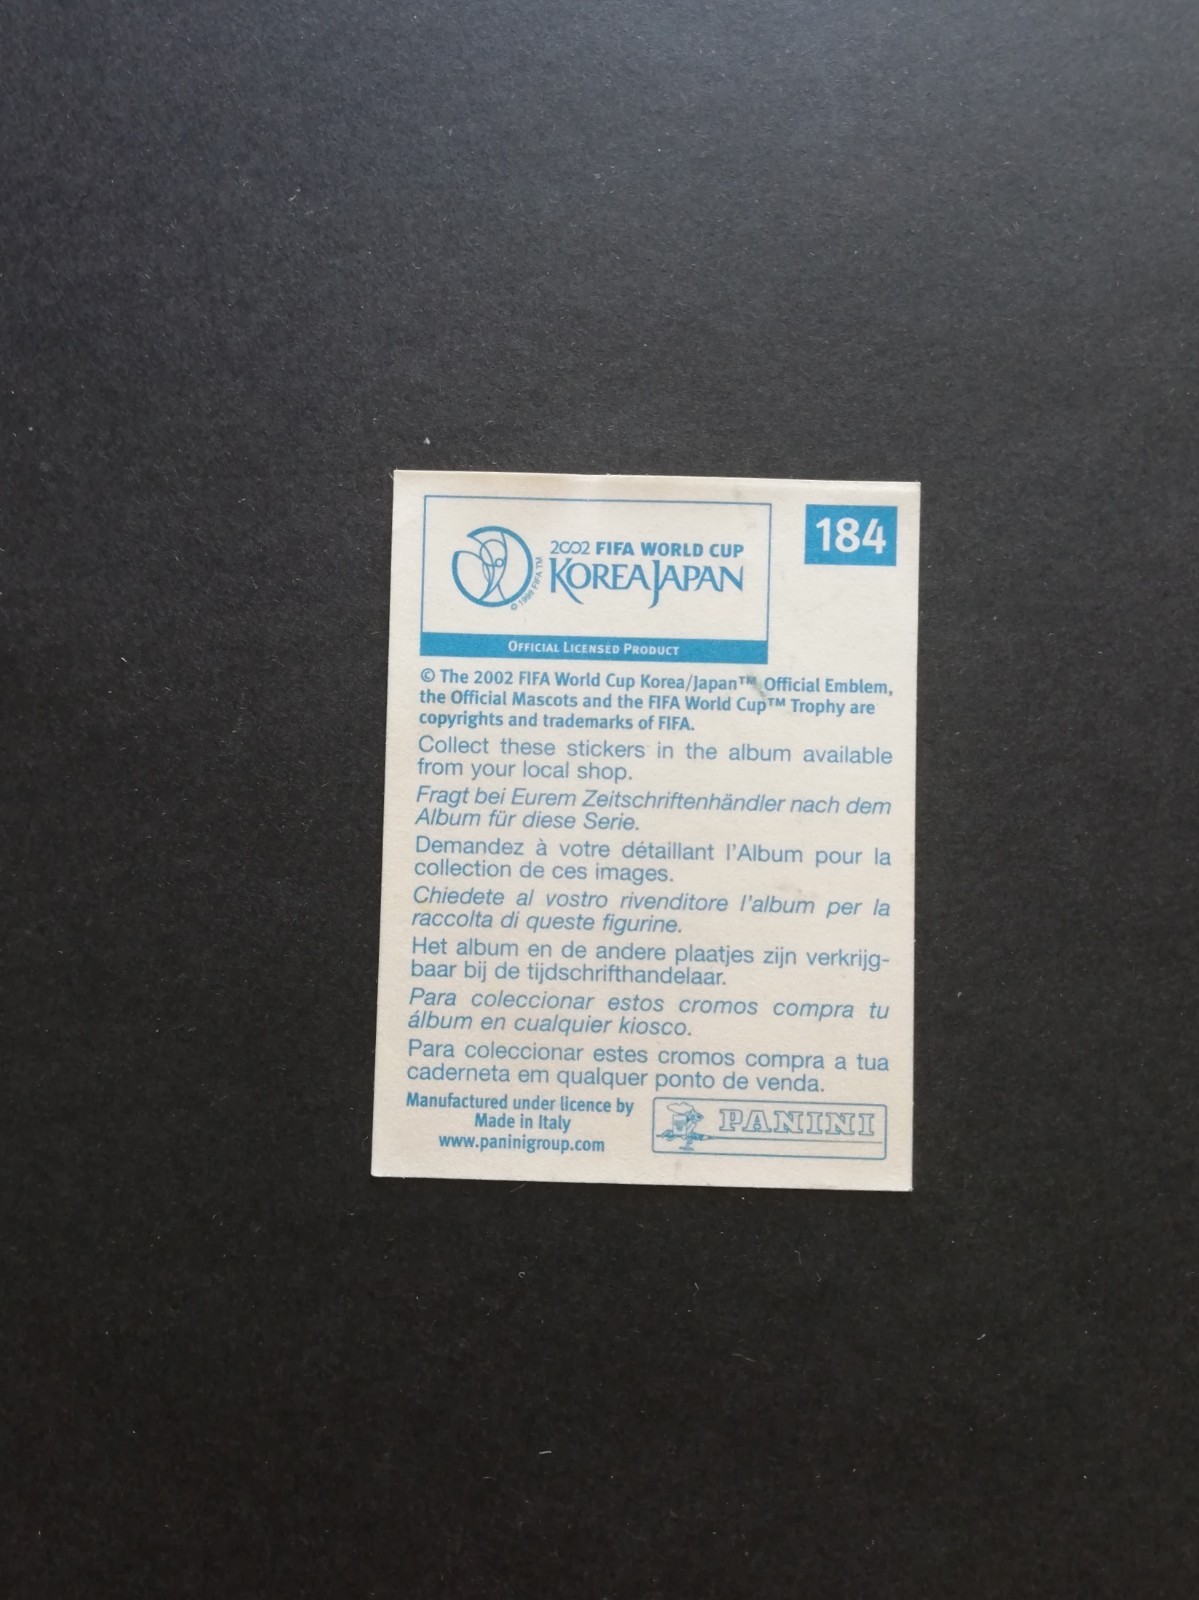 184
2002 FIFA WORLD CUP
KOREA JAPAN
© 1999 FIFA TM
OFFICIAL LICENSED PRODUCT
© The 2002 FIFA World Cup Korea/Japan™ Official Emblem,
the Official Mascots and the FIFA World Cup™ Trophy are
copyrights and trademarks of FIFA.
Collect these stickers in the album available
from your local shop.
Fragt bei Eurem Zeitschriftenhändler nach dem
Album für diese Serie.
Demandez à votre détaillant l'Album pour la
collection de ces images.
Chiedete al vostro rivenditore l'album per la
raccolta di queste figurine.
Het album en de andere plaatjes zijn verkrijg-
baar bij de tijdschrifthandelaar.
Para coleccionar estos cromos compra tu
álbum en cualquier kiosco.
Para coleccionar estes cromos compra a tua
caderneta em qualquer ponto de venda.
Manufactured under licence by
Made in Italy
www.paninigroup.com
PANINI